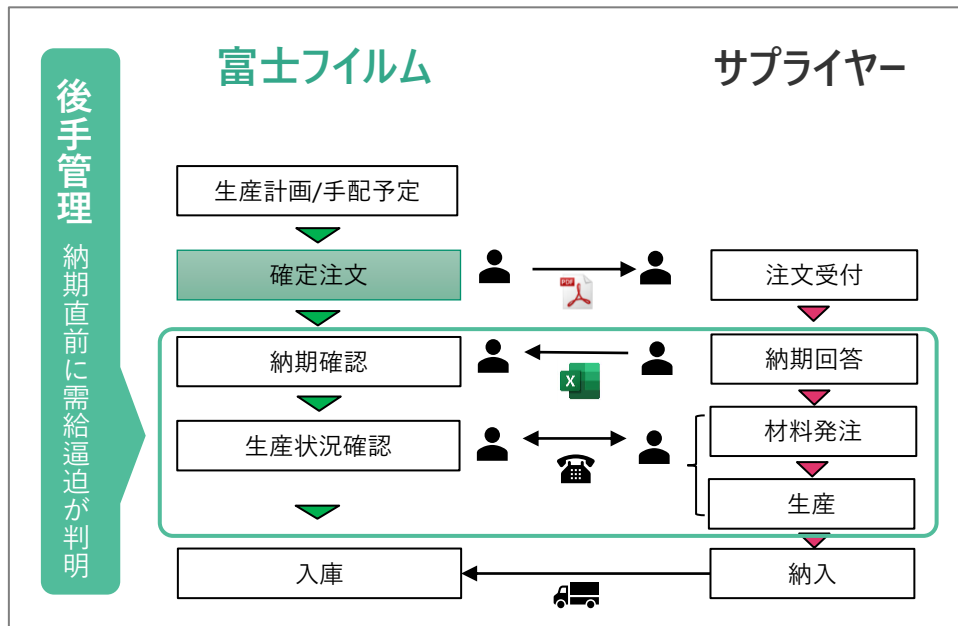 後手管理 納期直前に需給逼迫が判明
富士フイルム
サプライヤー
生産計画/手配予定
確定注文
PDF
注文受付
納期確認
X
納期回答
生産状況確認
材料発注
生産
入庫
納入